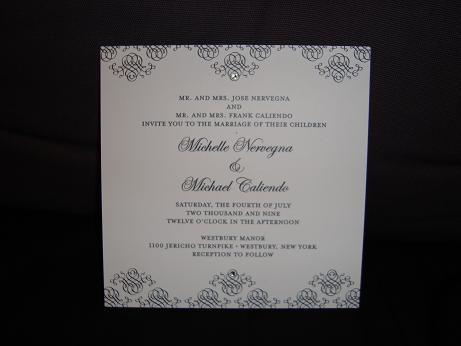 MR. AND MRS. JOSE NERVEGNA
AND
MR. AND MRS. FRANK CALIENDO
INVITE YOU TO THE MARRIAGE OF THEIR CHILDREN
Michelle Nervegna
&
Michael Caliendo
SATURDAY, THE FOURTH OF JULY
TWO THOUSAND AND NINE
TWELVE O'CLOCK IN THE AFTERNOON
WESTBURY MANOR
1100 JERICHO TURNPIKE • WESTBURY, NEW YORK
RECEPTION TO FOLLOW